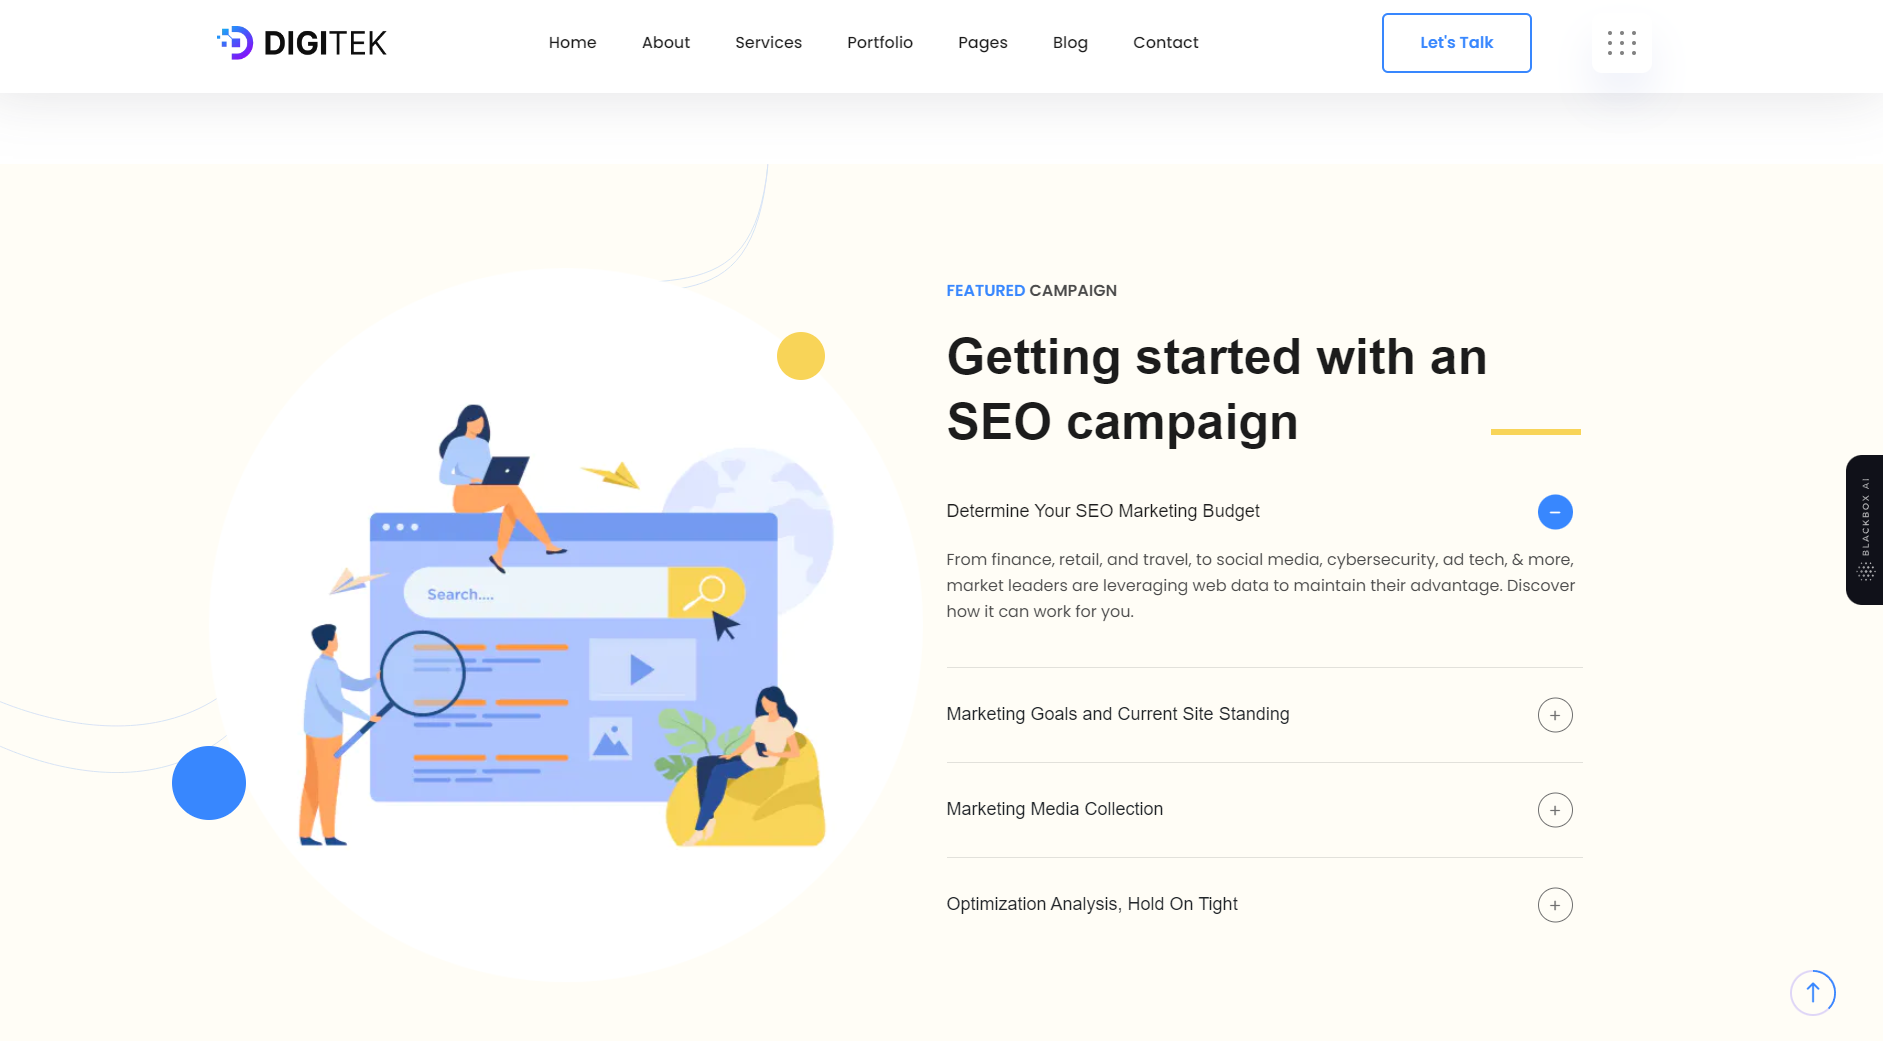 DIGITEK
Home
About
Services
Portfolio
Pages
Blog
Contact
Let's Talk
FEATURED CAMPAIGN
Getting started with an
SEO campaign
Search....
Determine Your SEO Marketing Budget
From finance, retail, and travel, to social media, cybersecurity, ad tech, & more,
market leaders are leveraging web data to maintain their advantage. Discover
how it can work for you.
Marketing Goals and Current Site Standing
Marketing Media Collection
Optimization Analysis, Hold On Tight
BLACKBOX AI